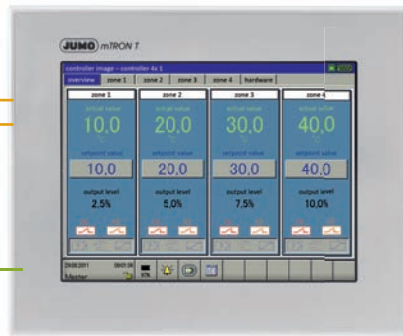 JUMO mTRON T
controller image - controller 4x 1
overview zone 1 zone 2 zone 3 zone 4 hardware
zone 1 zone 2 zone 3 zone 4
actual value actual value actual value actual value
10,0 20,0 30,0 40,0
°C °C °C °C
setpoint value setpoint value setpoint value setpoint value
10,0 20,0 30,0 40,0
output level output level output level output level
2,5% 5,0% 7,5% 10,0%
Master 97%